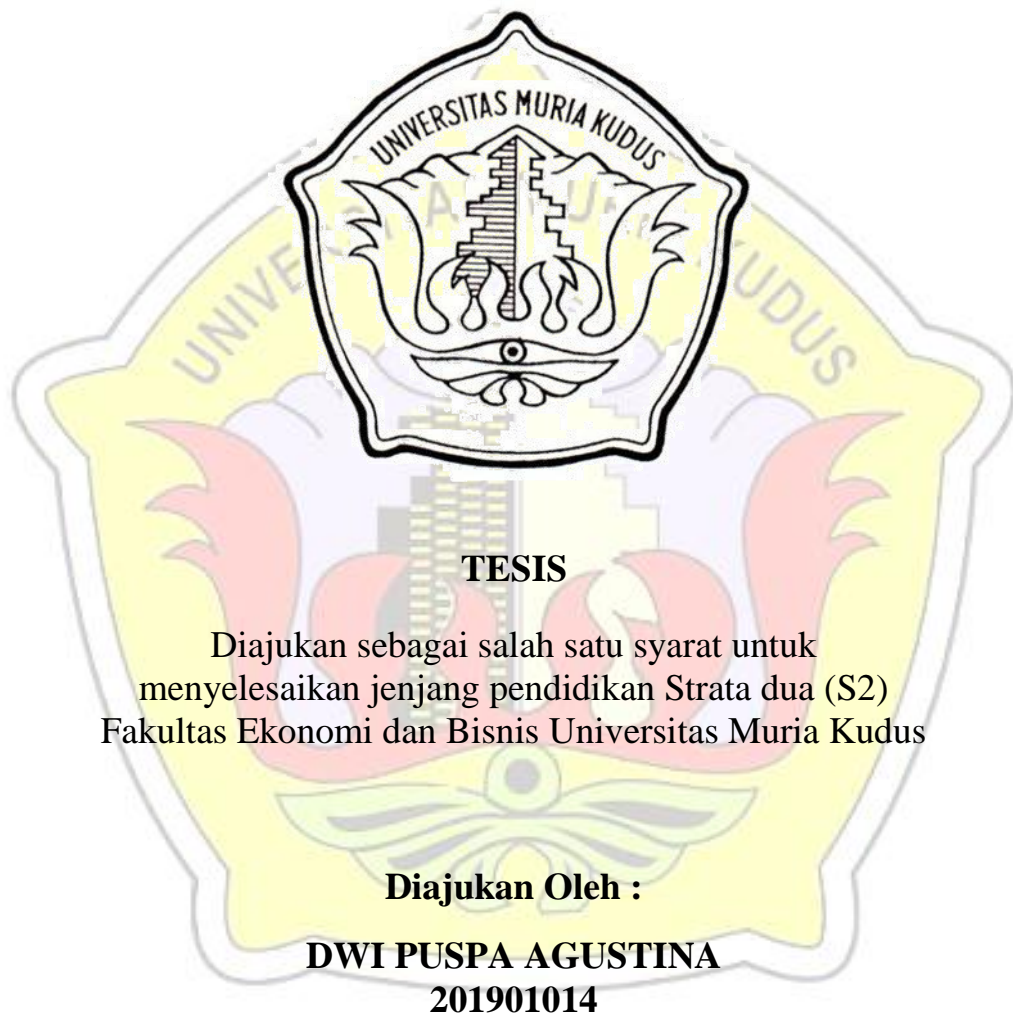 UNIVERSITAS MURIA KUDUS
TESIS
Diajukan sebagai salah satu syarat untuk
menyelesaikan jenjang pendidikan Strata dua (S2)
Fakultas Ekonomi dan Bisnis Universitas Muria Kudus
Diajukan Oleh :
DWI PUSPA AGUSTINA
201901014